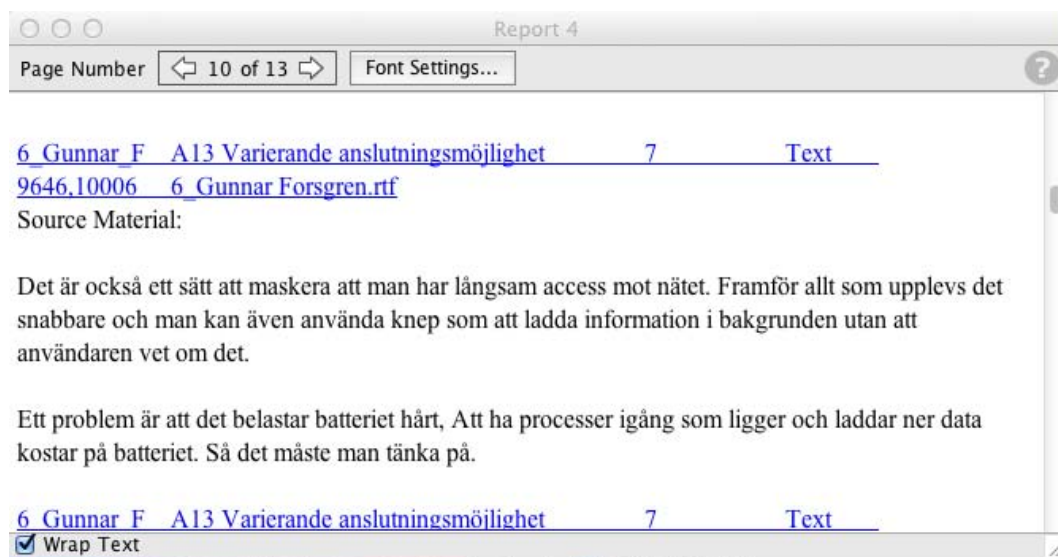 Report 4
Page Number 10 of 13 Font Settings... ?
6_Gunnar_F A13 Varierande anslutningsmöjlighet 7 Text
9646,10006 6_Gunnar Forsgren.rtf
Source Material:
Det är också ett sätt att maskera att man har långsam access mot nätet. Framför allt som upplevs det
snabbare och man kan även använda knep som att ladda information i bakgrunden utan att
användaren vet om det.
Ett problem är att det belastar batteriet hårt, Att ha processer igång som ligger och laddar ner data
kostar på batteriet. Så det måste man tänka på.
6_Gunnar_F A13 Varierande anslutningsmöjlighet 7 Text
Wrap Text